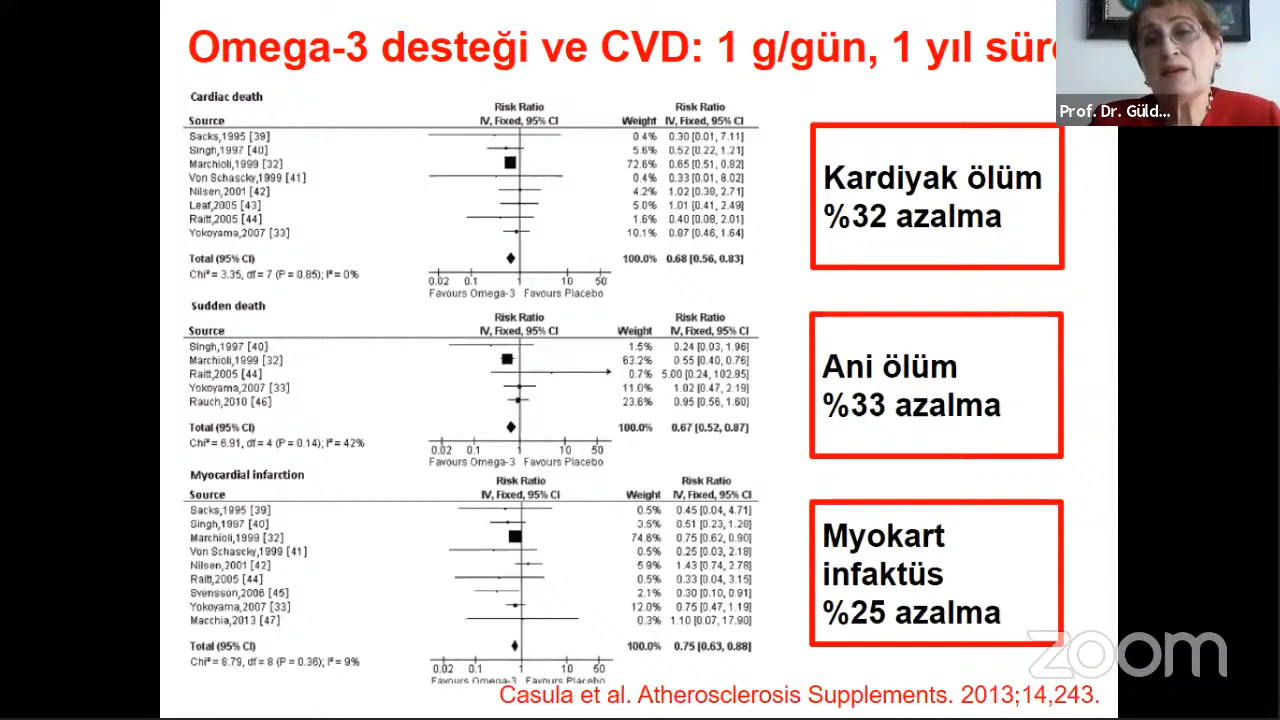 Omega-3 desteği ve CVD: 1 g/gün, 1 yıl süre
Prof. Dr. Güld...
Cardiac death
Risk Ratio Risk Ratio
Source IV, Fixed, 95% CI Weight IV, Fixed, 95% CI
Sacks,1995 [39] 0.4% 0.30 [0.01, 7.11]
Singh,1997 [40] 5.6% 0.52 [0.22, 1.21]
Marchioli,1999 [32] 72.6% 0.65 [0.51, 0.82]
Von Schascky,1999 [41] 0.4% 0.33 [0.01, 8.02]
Nilsen,2001 [42] 4.2% 1.02 [0.38, 2.71]
Leaf,2005 [43] 5.0% 1.01 [0.41, 2.49]
Raitt,2005 [44] 1.6% 0.40 [0.08, 2.01]
Yokoyama,2007 [33] 10.1% 0.87 [0.46, 1.64]
Total (95% CI) 100.0% 0.68 [0.56, 0.83]
Chi² = 3.35, df = 7 (P = 0.85); I² = 0%
0.02 0.1 1 10 50
Favours Omega-3 Favours Placebo
Kardiyak ölüm
%32 azalma
Sudden death
Risk Ratio Risk Ratio
Source IV, Fixed, 95% CI Weight IV, Fixed, 95% CI
Singh,1997 [40] 1.5% 0.24 [0.03, 1.96]
Marchioli,1999 [32] 63.2% 0.55 [0.40, 0.76]
Raitt,2005 [44] 0.7% 5.00 [0.24, 102.85]
Yokoyama,2007 [33] 11.0% 1.02 [0.47, 2.19]
Rauch,2010 [46] 23.6% 0.95 [0.56, 1.60]
Total (95% CI) 100.0% 0.67 [0.52, 0.87]
Chi² = 6.91, df = 4 (P = 0.14); I² = 42%
0.02 0.1 1 10 50
Favours Omega-3 Favours Placebo
Ani ölüm
%33 azalma
Myocardial infarction
Risk Ratio Risk Ratio
Source IV, Fixed, 95% CI Weight IV, Fixed, 95% CI
Sacks,1995 [39] 0.5% 0.45 [0.04, 4.71]
Singh,1997 [40] 3.5% 0.51 [0.23, 1.28]
Marchioli,1999 [32] 74.6% 0.75 [0.62, 0.90]
Von Schascky,1999 [41] 0.5% 0.25 [0.03, 2.18]
Nilsen,2001 [42] 5.9% 1.43 [0.74, 2.78]
Raitt,2005 [44] 0.5% 0.33 [0.04, 3.15]
Svensson,2006 [45] 2.1% 0.30 [0.10, 0.91]
Yokoyama,2007 [33] 12.0% 0.75 [0.47, 1.19]
Macchia,2013 [47] 0.3% 1.10 [0.07, 17.90]
Total (95% CI) 100.0% 0.75 [0.63, 0.88]
Chi² = 8.79, df = 8 (P = 0.36); I² = 9%
0.02 0.1 1 10 50
Favours Omega-3 Favours Placebo
Myokart
infaktüs
%25 azalma
zoom
Casula et al. Atherosclerosis Supplements. 2013;14,243.